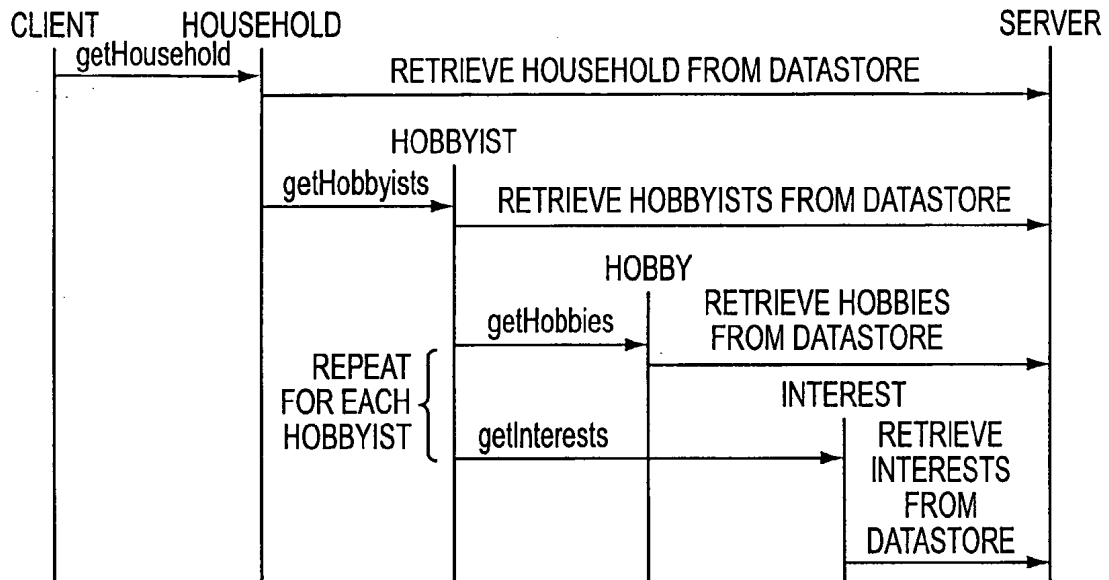 CLIENT HOUSEHOLD SERVER
getHousehold
RETRIEVE HOUSEHOLD FROM DATASTORE
HOBBYIST
getHobbyists
RETRIEVE HOBBYISTS FROM DATASTORE
HOBBY
getHobbies
RETRIEVE HOBBIES
FROM DATASTORE
REPEAT
FOR EACH
HOBBYIST
INTEREST
getInterests
RETRIEVE
INTERESTS
FROM
DATASTORE